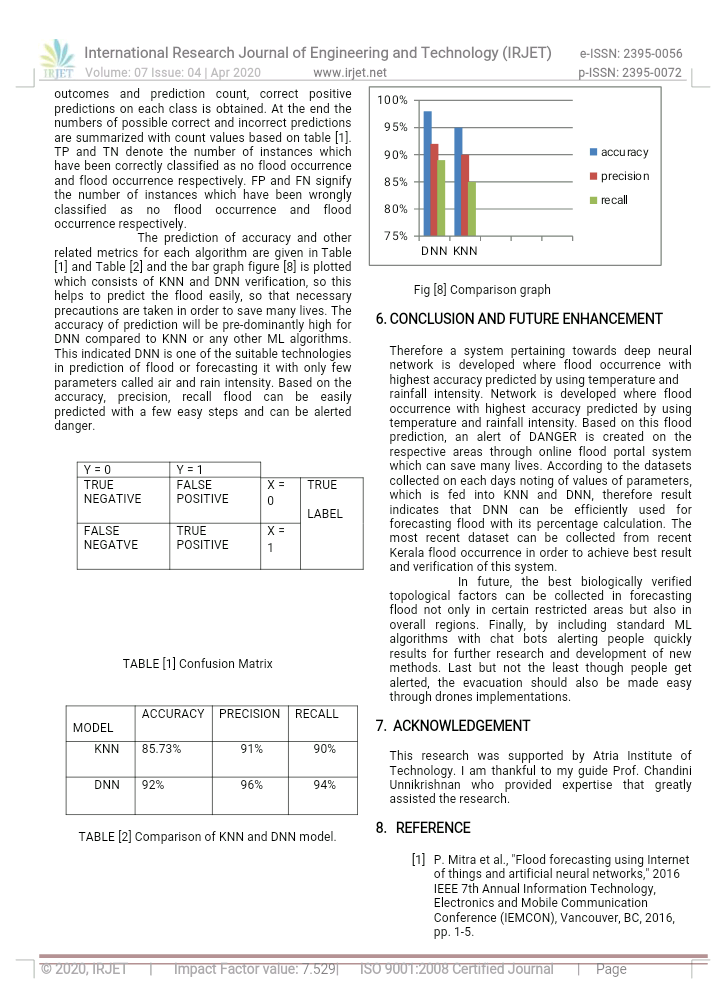 International Research Journal of Engineering and Technology (IRJET) e-ISSN: 2395-0056
IRJET Volume: 07 Issue: 04 | Apr 2020 www.irjet.net p-ISSN: 2395-0072
outcomes and prediction count, correct positive
predictions on each class is obtained. At the end the
numbers of possible correct and incorrect predictions
are summarized with count values based on table [1].
TP and TN denote the number of instances which
have been correctly classified as no flood occurrence
and flood occurrence respectively. FP and FN signify
the number of instances which have been wrongly
classified as no flood occurrence and flood
occurrence respectively.
The prediction of accuracy and other
related metrics for each algorithm are given in Table
[1] and Table [2] and the bar graph figure [8] is plotted
which consists of KNN and DNN verification, so this
helps to predict the flood easily, so that necessary
precautions are taken in order to save many lives. The
accuracy of prediction will be pre-dominantly high for
DNN compared to KNN or any other ML algorithms.
This indicated DNN is one of the suitable technologies
in prediction of flood or forecasting it with only few
parameters called air and rain intensity. Based on the
accuracy, precision, recall flood can be easily
predicted with a few easy steps and can be alerted
danger.
Y = 0 Y = 1
TRUE FALSE X = TRUE
NEGATIVE POSITIVE 0
LABEL
FALSE TRUE X =
NEGATVE POSITIVE 1
TABLE [1] Confusion Matrix
ACCURACY PRECISION RECALL
MODEL
KNN 85.73% 91% 90%
DNN 92% 96% 94%
TABLE [2] Comparison of KNN and DNN model.
100%
95%
90%
85%
80%
75%
DNN KNN
accuracy
precision
recall
Fig [8] Comparison graph
6. CONCLUSION AND FUTURE ENHANCEMENT
Therefore a system pertaining towards deep neural
network is developed where flood occurrence with
highest accuracy predicted by using temperature and
rainfall intensity. Network is developed where flood
occurrence with highest accuracy predicted by using
temperature and rainfall intensity. Based on this flood
prediction, an alert of DANGER is created on the
respective areas through online flood portal system
which can save many lives. According to the datasets
collected on each days noting of values of parameters,
which is fed into KNN and DNN, therefore result
indicates that DNN can be efficiently used for
forecasting flood with its percentage calculation. The
most recent dataset can be collected from recent
Kerala flood occurrence in order to achieve best result
and verification of this system.
In future, the best biologically verified
topological factors can be collected in forecasting
flood not only in certain restricted areas but also in
overall regions. Finally, by including standard ML
algorithms with chat bots alerting people quickly
results for further research and development of new
methods. Last but not the least though people get
alerted, the evacuation should also be made easy
through drones implementations.
7. ACKNOWLEDGEMENT
This research was supported by Atria Institute of
Technology. I am thankful to my guide Prof. Chandini
Unnikrishnan who provided expertise that greatly
assisted the research.
8. REFERENCE
[1] P. Mitra et al., "Flood forecasting using Internet
of things and artificial neural networks," 2016
IEEE 7th Annual Information Technology,
Electronics and Mobile Communication
Conference (IEMCON), Vancouver, BC, 2016,
pp. 1-5.
© 2020, IRJET | Impact Factor value: 7.529| ISO 9001:2008 Certified Journal | Page